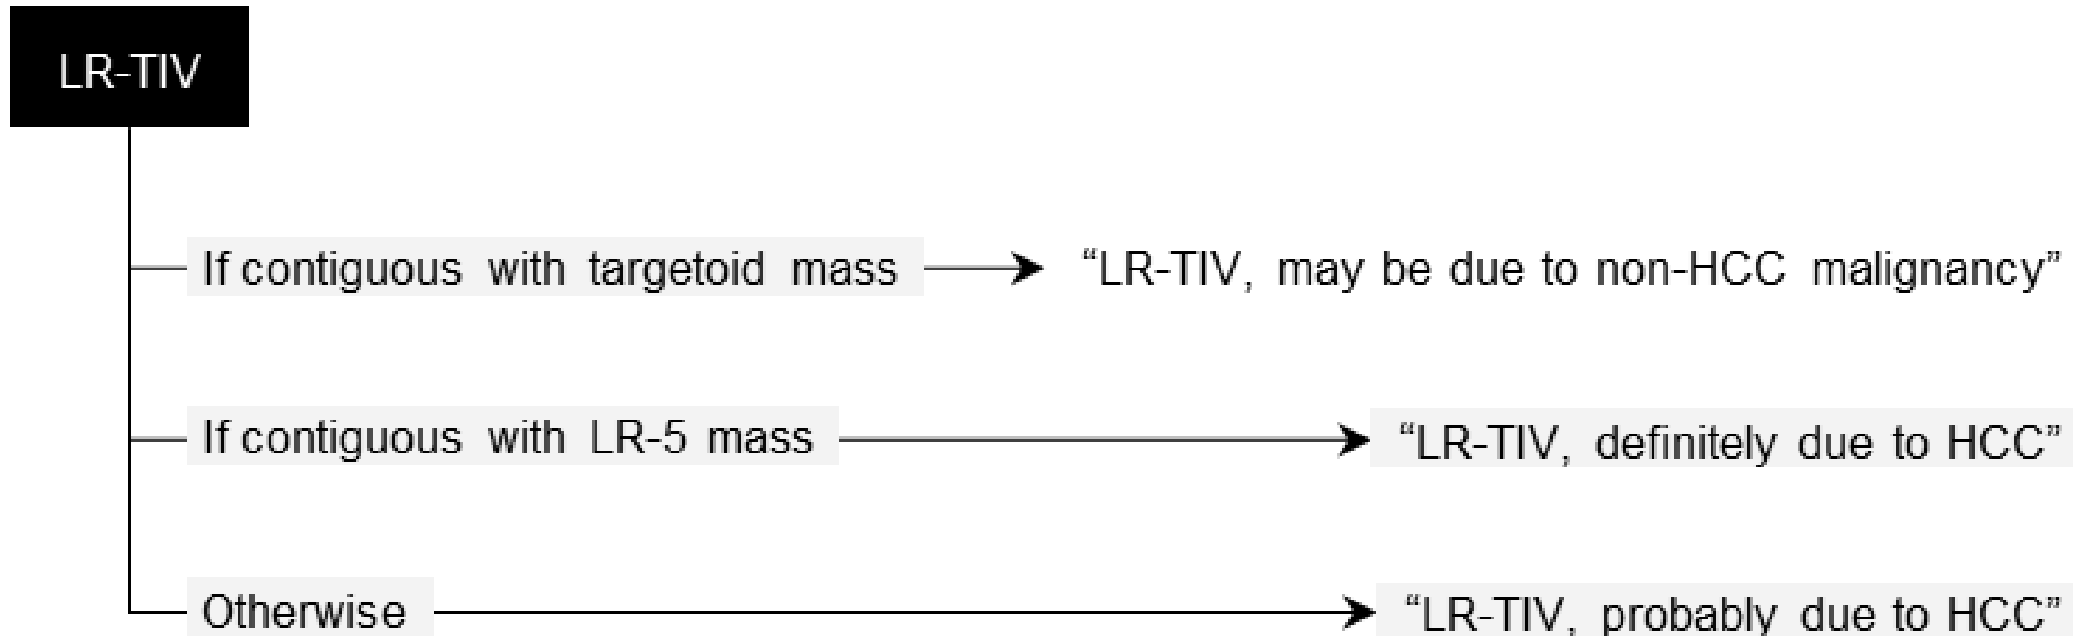 LR-TIV
If contiguous with targetoid mass “LR-TIV, may be due to non-HCC malignancy”
If contiguous with LR-5 mass “LR-TIV, definitely due to HCC”
Otherwise “LR-TIV, probably due to HCC”